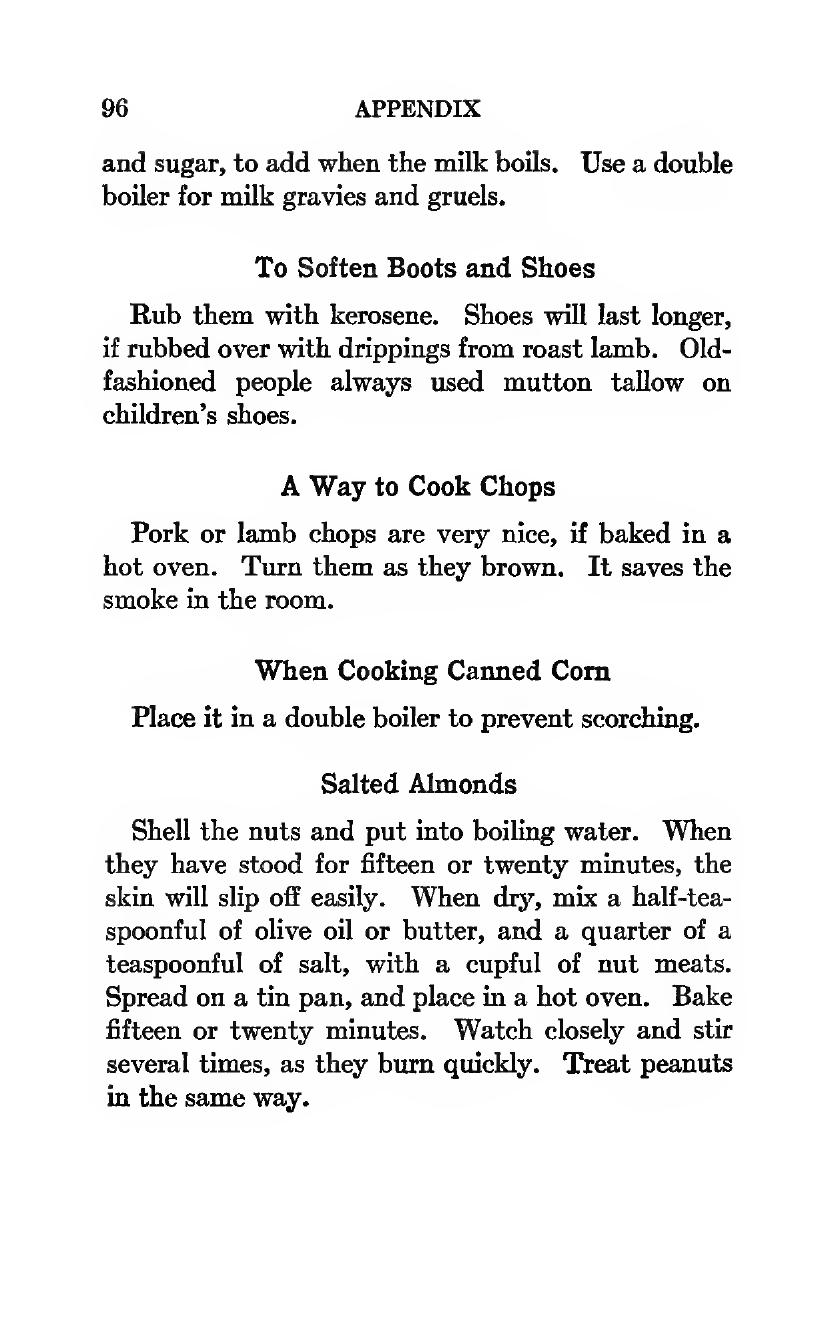 96 APPENDIX
and sugar, to add when the milk boils. Use a double
boiler for milk gravies and gruels.
To Soften Boots and Shoes
Rub them with kerosene. Shoes will last longer,
if rubbed over with drippings from roast lamb. Old-
fashioned people always used mutton tallow on
children's shoes.
A Way to Cook Chops
Pork or lamb chops are very nice, if baked in a
hot oven. Turn them as they brown. It saves the
smoke in the room.
When Cooking Canned Corn
Place it in a double boiler to prevent scorching.
Salted Almonds
Shell the nuts and put into boiling water. When
they have stood for fifteen or twenty minutes, the
skin will slip off easily. When dry, mix a half-tea-
spoonful of olive oil or butter, and a quarter of a
teaspoonful of salt, with a cupful of nut meats.
Spread on a tin pan, and place in a hot oven. Bake
fifteen or twenty minutes. Watch closely and stir
several times, as they burn quickly. Treat peanuts
in the same way.